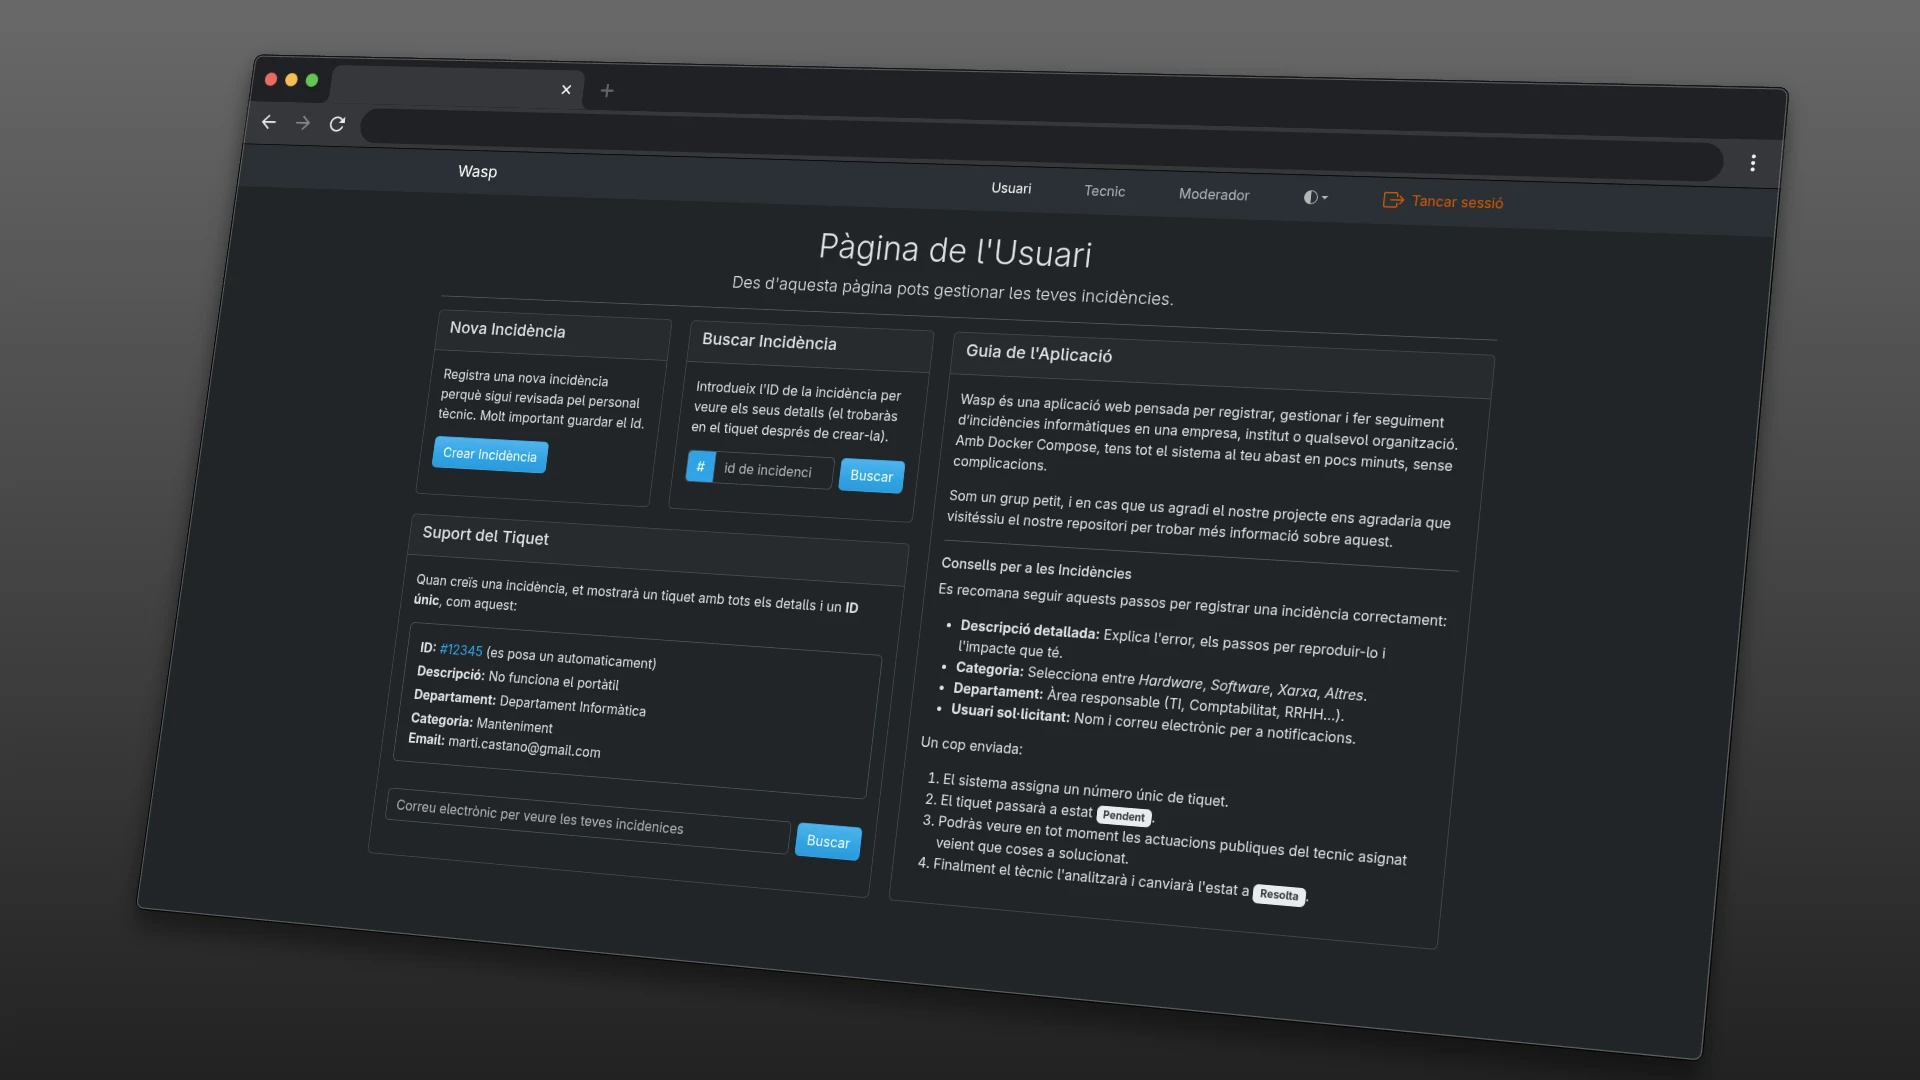 Wasp
Usuari
Tecnic
Moderador
Tancar sessió
Pàgina de l'Usuari
Des d'aquesta pàgina pots gestionar les teves incidències.
Nova Incidència
Registra una nova incidència
perquè sigui revisada pel personal
tècnic. Molt important guardar el Id.
Crear Incidència
Buscar Incidència
Introdueix l'ID de la incidència per
veure els seus detalls (el trobaràs
en el tiquet després de crear-la).
# id de incidenci
Buscar
Suport del Tiquet
Quan creïs una incidència, et mostrarà un tiquet amb tots els detalls i un ID
únic, com aquest:
ID: #12345 (es posa un automaticament)
Descripció: No funciona el portàtil
Departament: Departament Informàtica
Categoria: Manteniment
Email: marti.castano@gmail.com
Correu electrònic per veure les teves incidenices
Buscar
Guia de l'Aplicació
Wasp és una aplicació web pensada per registrar, gestionar i fer seguiment
d'incidències informàtiques en una empresa, institut o qualsevol organització.
Amb Docker Compose, tens tot el sistema al teu abast en pocs minuts, sense
complicacions.
Som un grup petit, i en cas que us agradi el nostre projecte ens agradaria que
visitéssiu el nostre repositori per trobar més informació sobre aquest.
Consells per a les Incidències
Es recomana seguir aquests passos per registrar una incidència correctament:
• Descripció detallada: Explica l'error, els passos per reproduir-lo i
l'impacte que té.
• Categoria: Selecciona entre Hardware, Software, Xarxa, Altres.
• Departament: Àrea responsable (TI, Comptabilitat, RRHH...).
• Usuari sol·licitant: Nom i correu electrònic per a notificacions.
Un cop enviada:
1. El sistema assigna un número únic de tiquet.
2. El tiquet passarà a estat Pendent.
3. Podràs veure en tot moment les actuacions publiques del tecnic asignat
veient que coses a solucionat.
4. Finalment el tècnic l'analitzarà i canviarà l'estat a Resolta.